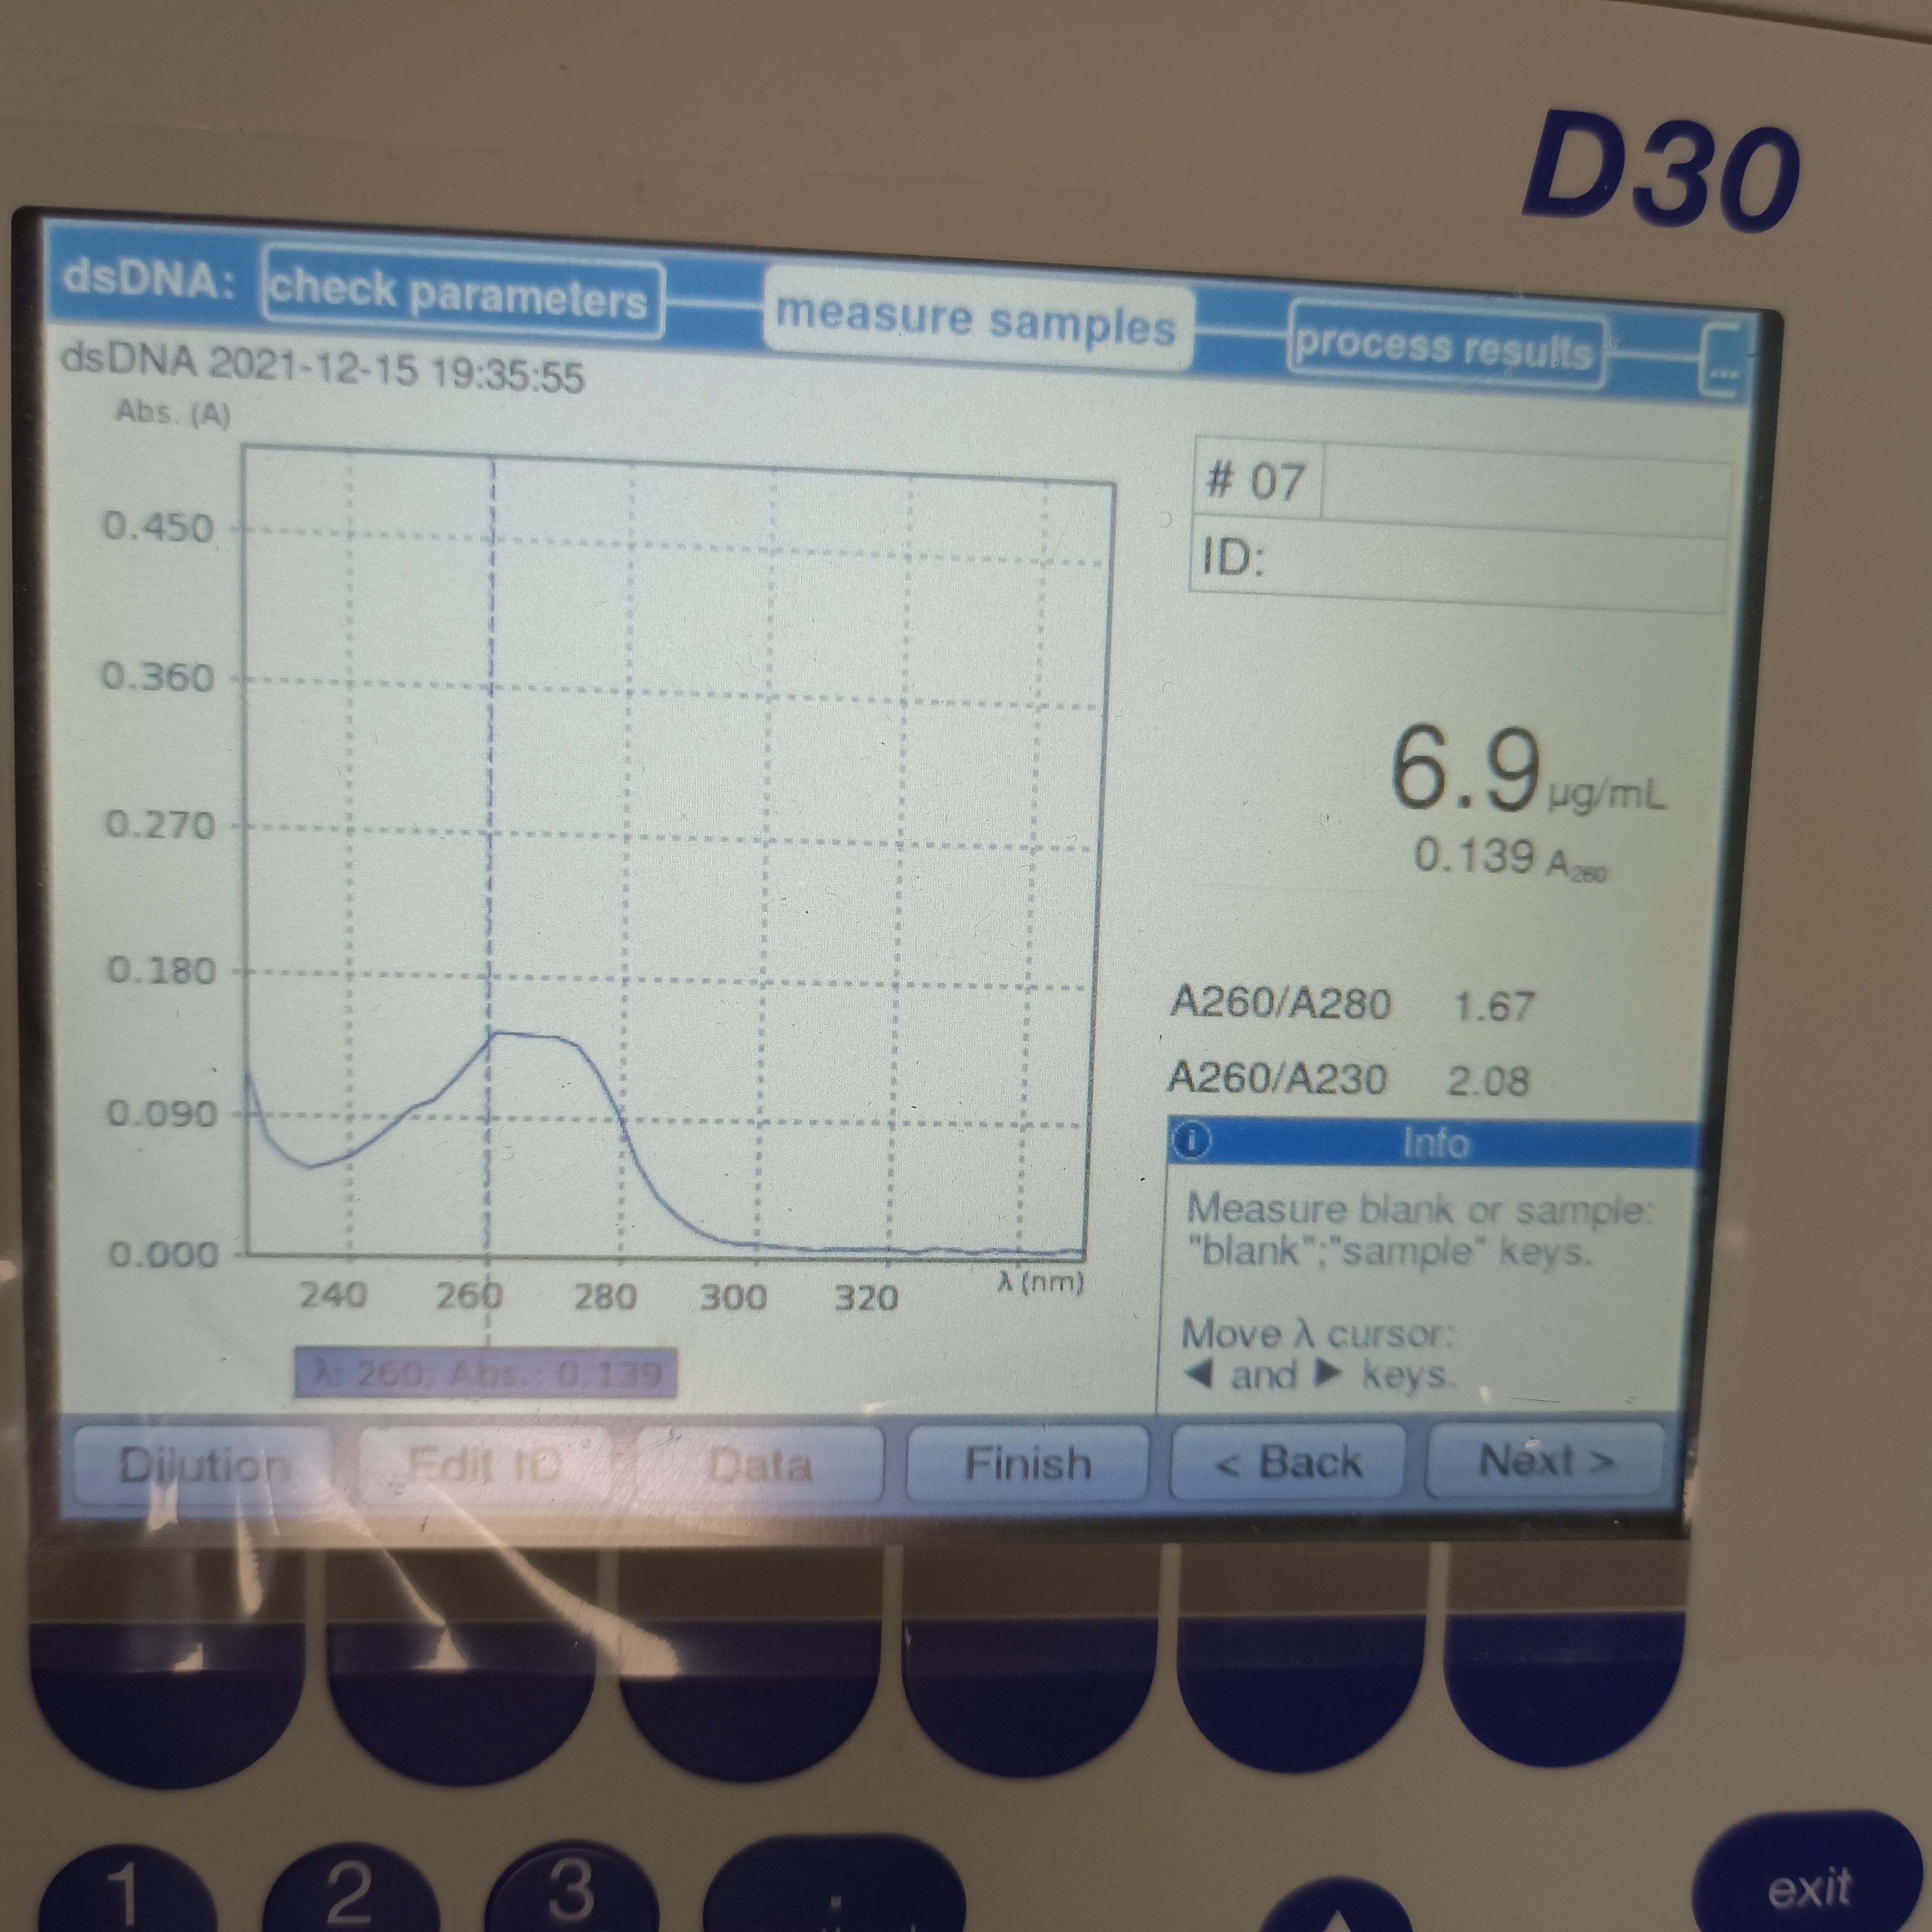 D30
dsDNA: check parameters measure samples process results ...
dsDNA 2021-12-15 19:35:55
Abs. (A)
# 07
ID:
0.450
0.360
0.270
0.180
0.090
0.000
240 260 280 300 320 λ (nm)
λ: 260; Abs.: 0.139
6.9 µg/mL
0.139 A260
A260/A280 1.67
A260/A230 2.08
i Info
Measure blank or sample:
"blank";"sample" keys.
Move λ cursor:
◀ and ▶ keys.
Dilution Edit ID Data Finish < Back Next >
1 2 3 .
exit